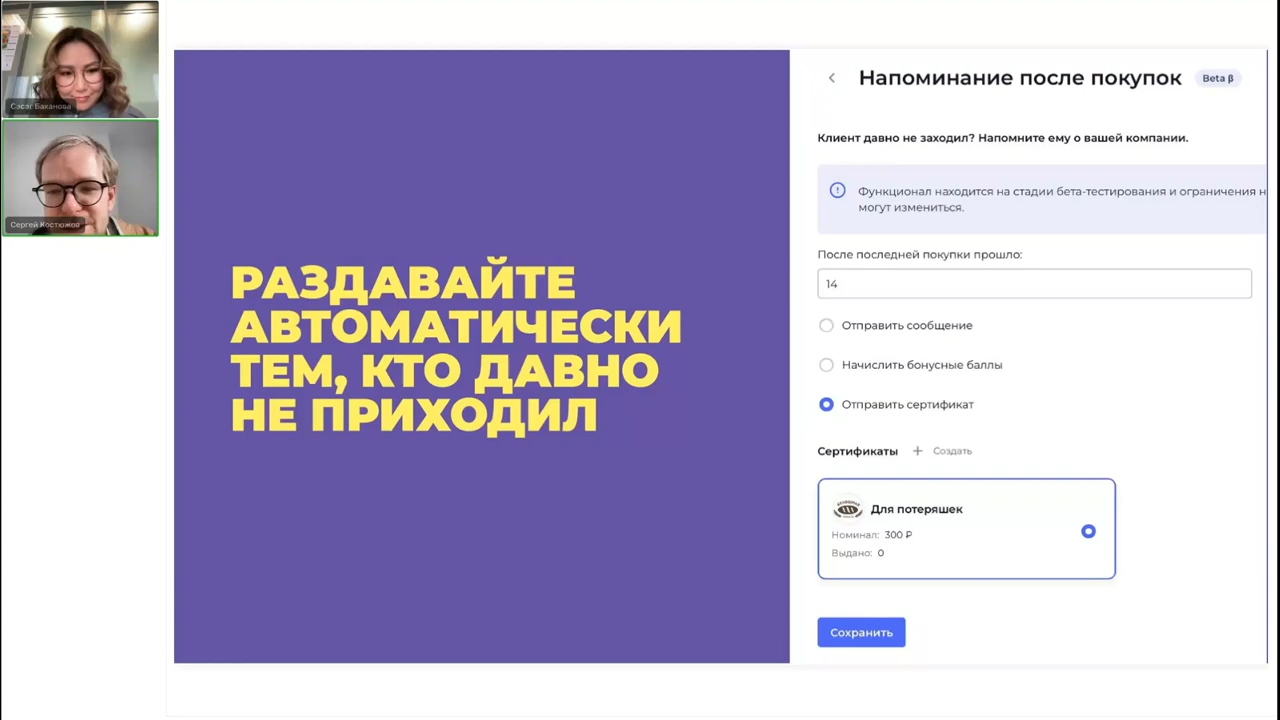 Сэсэг Баханова
Сергей Костюжов
РАЗДАВАЙТЕ
АВТОМАТИЧЕСКИ
ТЕМ, КТО ДАВНО
НЕ ПРИХОДИЛ
Напоминание после покупок
Beta β
Клиент давно не заходил? Напомните ему о вашей компании.
Функционал находится на стадии бета-тестирования и ограничения н
могут измениться.
После последней покупки прошло:
14
Отправить сообщение
Начислить бонусные баллы
Отправить сертификат
Сертификаты + Создать
Для потеряшек
Номинал: 300 ₽
Выдано: 0
Сохранить